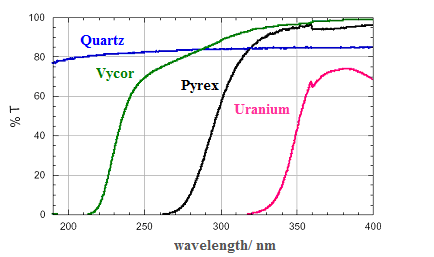 100
Quartz
80
Vycor
Pyrex
% T
60
Uranium
40
20
0
200 250 300 350 400
wavelength/ nm